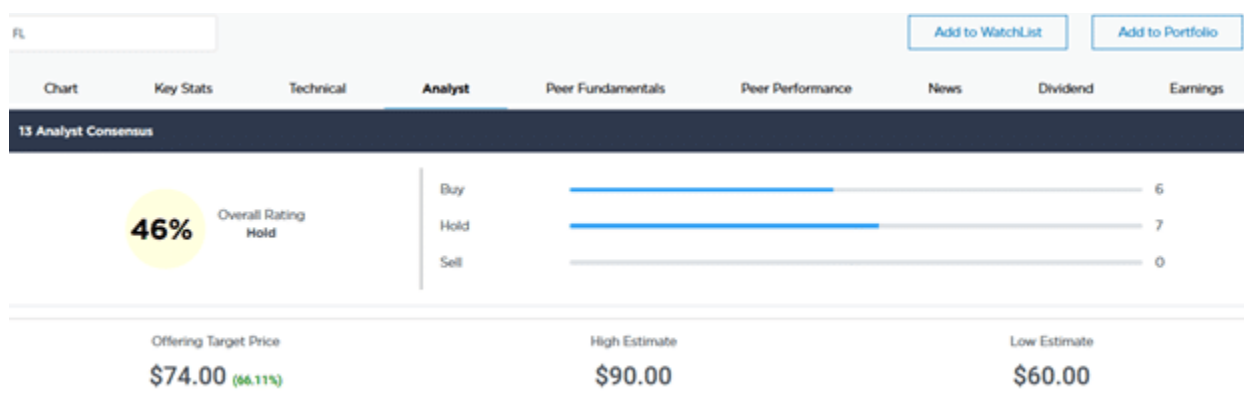 FL
Add to WatchList
Add to Portfolio
Chart Key Stats Technical Analyst Peer Fundamentals Peer Performance News Dividend Earnings
13 Analyst Consensus
46%
Overall Rating
Hold
Buy 6
Hold 7
Sell 0
Offering Target Price High Estimate Low Estimate
$74.00 (66.11%) $90.00 $60.00